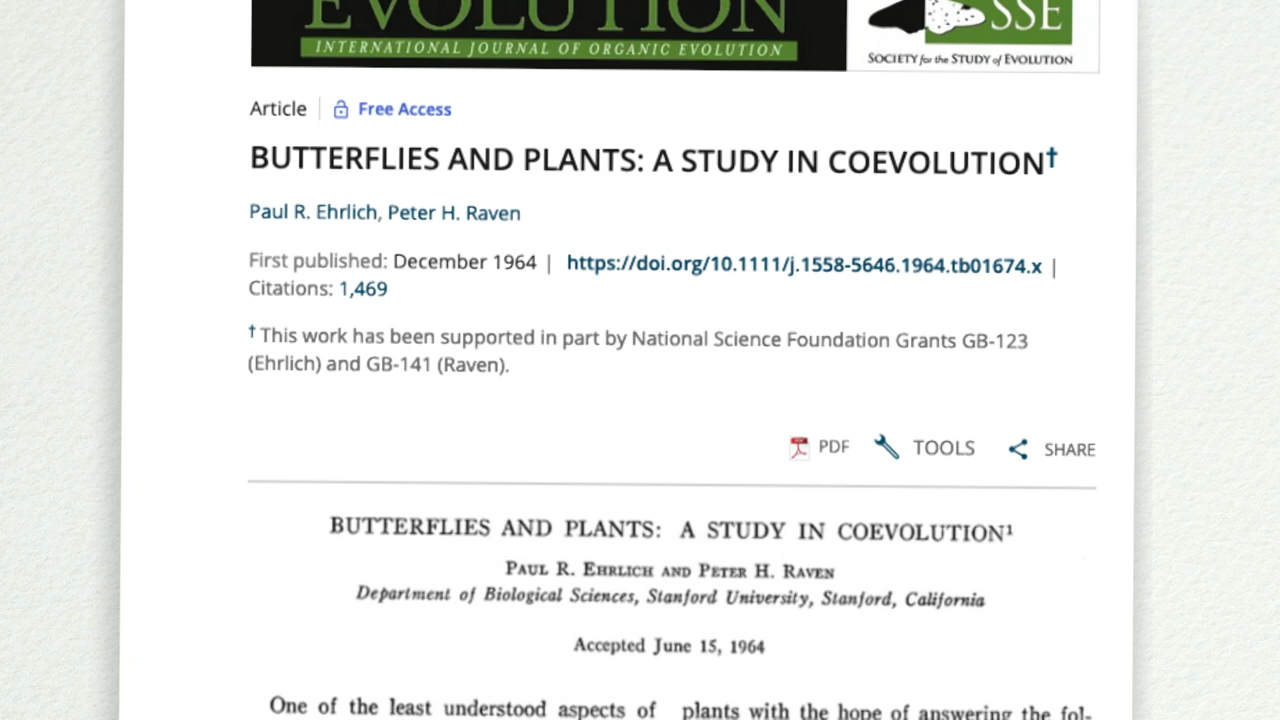 EVOLUTION
INTERNATIONAL JOURNAL OF ORGANIC EVOLUTION
SSE
SOCIETY for the STUDY of EVOLUTION
Article
Free Access
BUTTERFLIES AND PLANTS: A STUDY IN COEVOLUTION†
Paul R. Ehrlich, Peter H. Raven
First published: December 1964 | https://doi.org/10.1111/j.1558-5646.1964.tb01674.x |
Citations: 1,469
† This work has been supported in part by National Science Foundation Grants GB-123
(Ehrlich) and GB-141 (Raven).
PDF TOOLS SHARE
BUTTERFLIES AND PLANTS: A STUDY IN COEVOLUTION¹
PAUL R. EHRLICH AND PETER H. RAVEN
Department of Biological Sciences, Stanford University, Stanford, California
Accepted June 15, 1964
One of the least understood aspects of
plants with the hope of answering the fol-